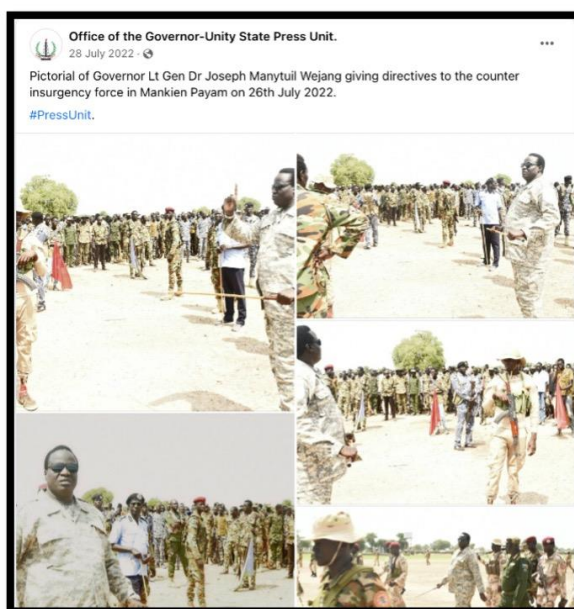 Office of the Governor-Unity State Press Unit.
28 July 2022 ·
Pictorial of Governor Lt Gen Dr Joseph Manytuil Wejang giving directives to the counter
insurgency force in Mankien Payam on 26th July 2022.
#PressUnit.